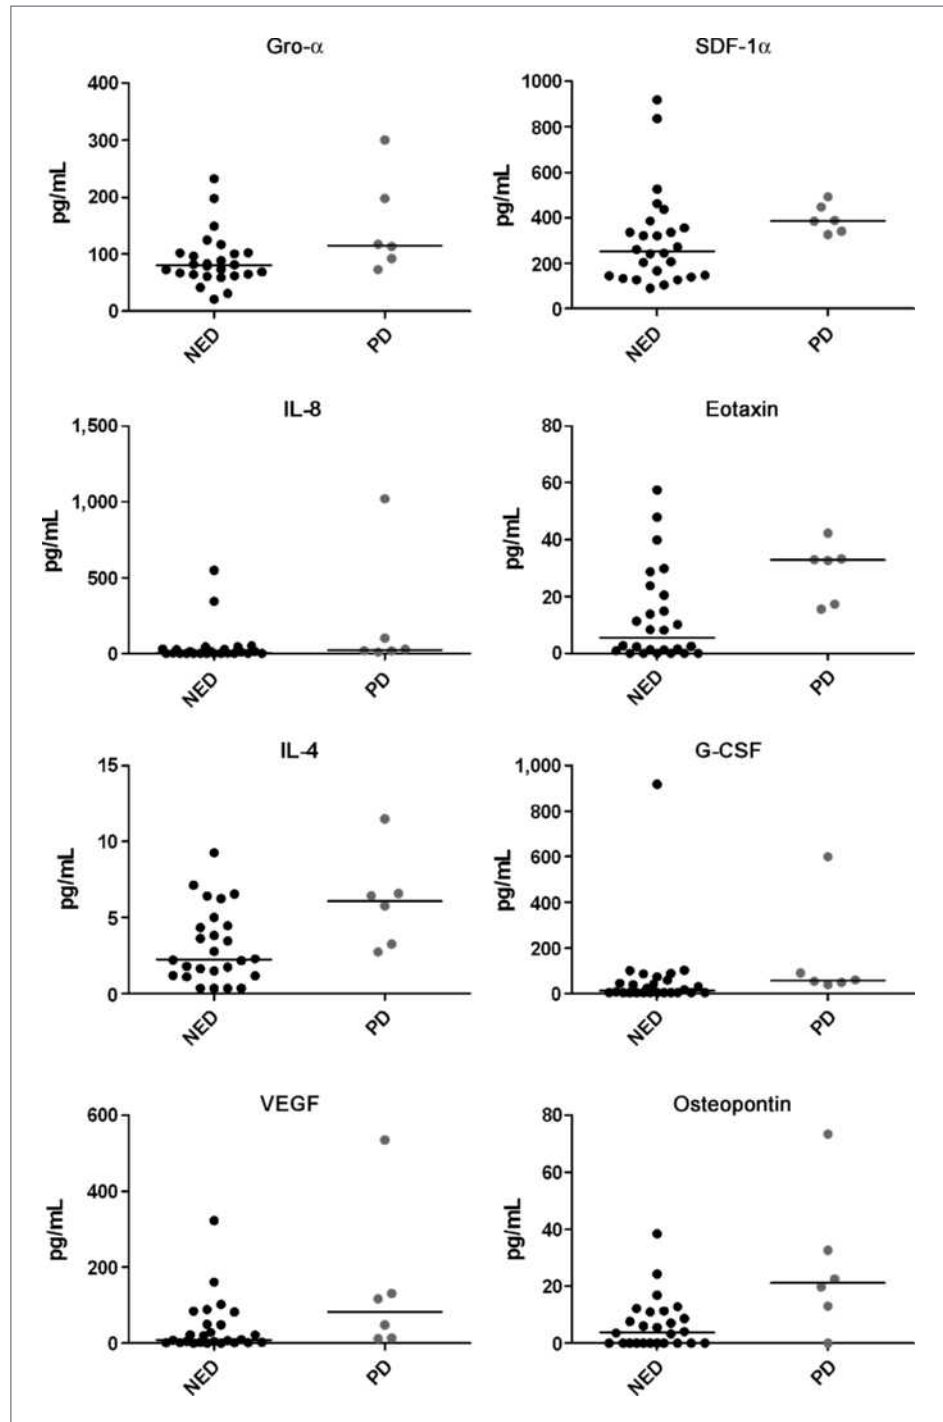 Gro-α
400
300
200
100
0
pg/mL
NED
PD
SDF-1α
1000
800
600
400
200
0
pg/mL
NED
PD
IL-8
1,500
1,000
500
0
pg/mL
NED
PD
Eotaxin
80
60
40
20
0
pg/mL
NED
PD
IL-4
15
10
5
0
pg/mL
NED
PD
G-CSF
1,000
800
600
400
200
0
pg/mL
NED
PD
VEGF
600
400
200
0
pg/mL
NED
PD
Osteopontin
80
60
40
20
0
pg/mL
NED
PD